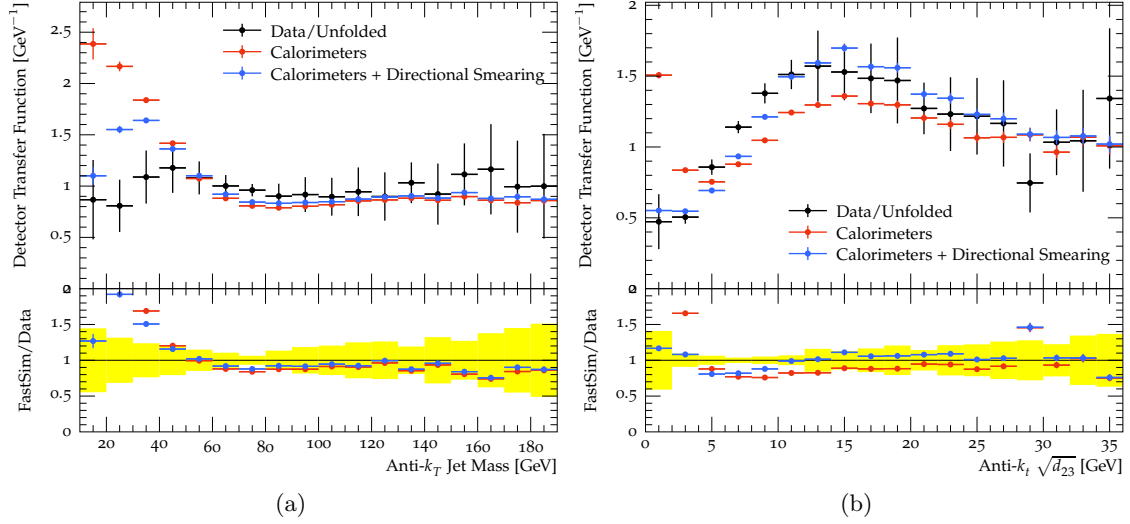 Data/Unfolded
Calorimeters
Calorimeters + Directional Smearing
0.5
1
1.5
2
2.5
Detector Transfer Function [GeV⁻¹]
20 40 60 80 100 120 140 160 180
0
0.5
1
1.5
2
Anti-k_T Jet Mass [GeV]
FastSim/Data
(a)
Data/Unfolded
Calorimeters
Calorimeters + Directional Smearing
0.5
1
1.5
2
Detector Transfer Function [GeV⁻¹]
0 5 10 15 20 25 30 35
0
0.5
1
1.5
2
Anti-k_t √d₂₃ [GeV]
FastSim/Data
(b)